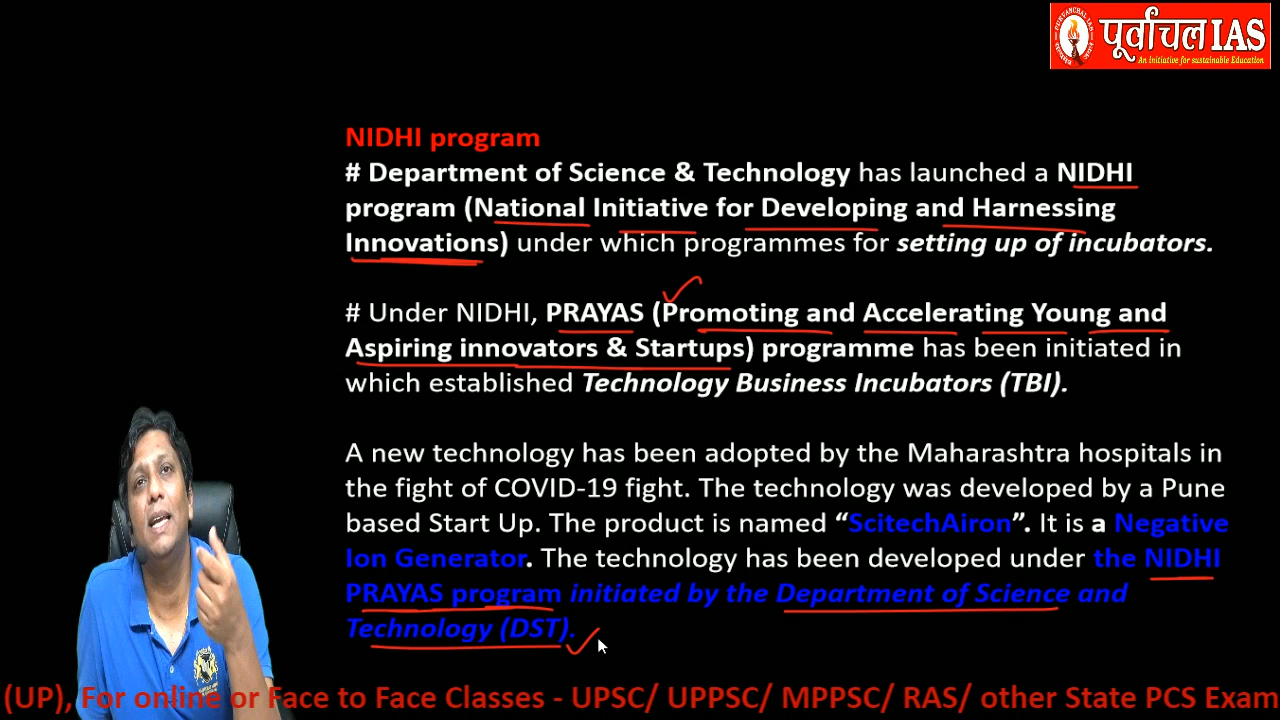 पूर्वांचल IAS
An initiative for sustainable Education
NIDHI program
# Department of Science & Technology has launched a NIDHI
program (National Initiative for Developing and Harnessing
Innovations) under which programmes for setting up of incubators.
# Under NIDHI, PRAYAS (Promoting and Accelerating Young and
Aspiring innovators & Startups) programme has been initiated in
which established Technology Business Incubators (TBI).
A new technology has been adopted by the Maharashtra hospitals in
the fight of COVID-19 fight. The technology was developed by a Pune
based Start Up. The product is named “ScitechAiron”. It is a Negative
Ion Generator. The technology has been developed under the NIDHI
PRAYAS program initiated by the Department of Science and
Technology (DST).
(UP), For online or Face to Face Classes - UPSC/ UPPSC/ MPPSC/ RAS/ other State PCS Exam